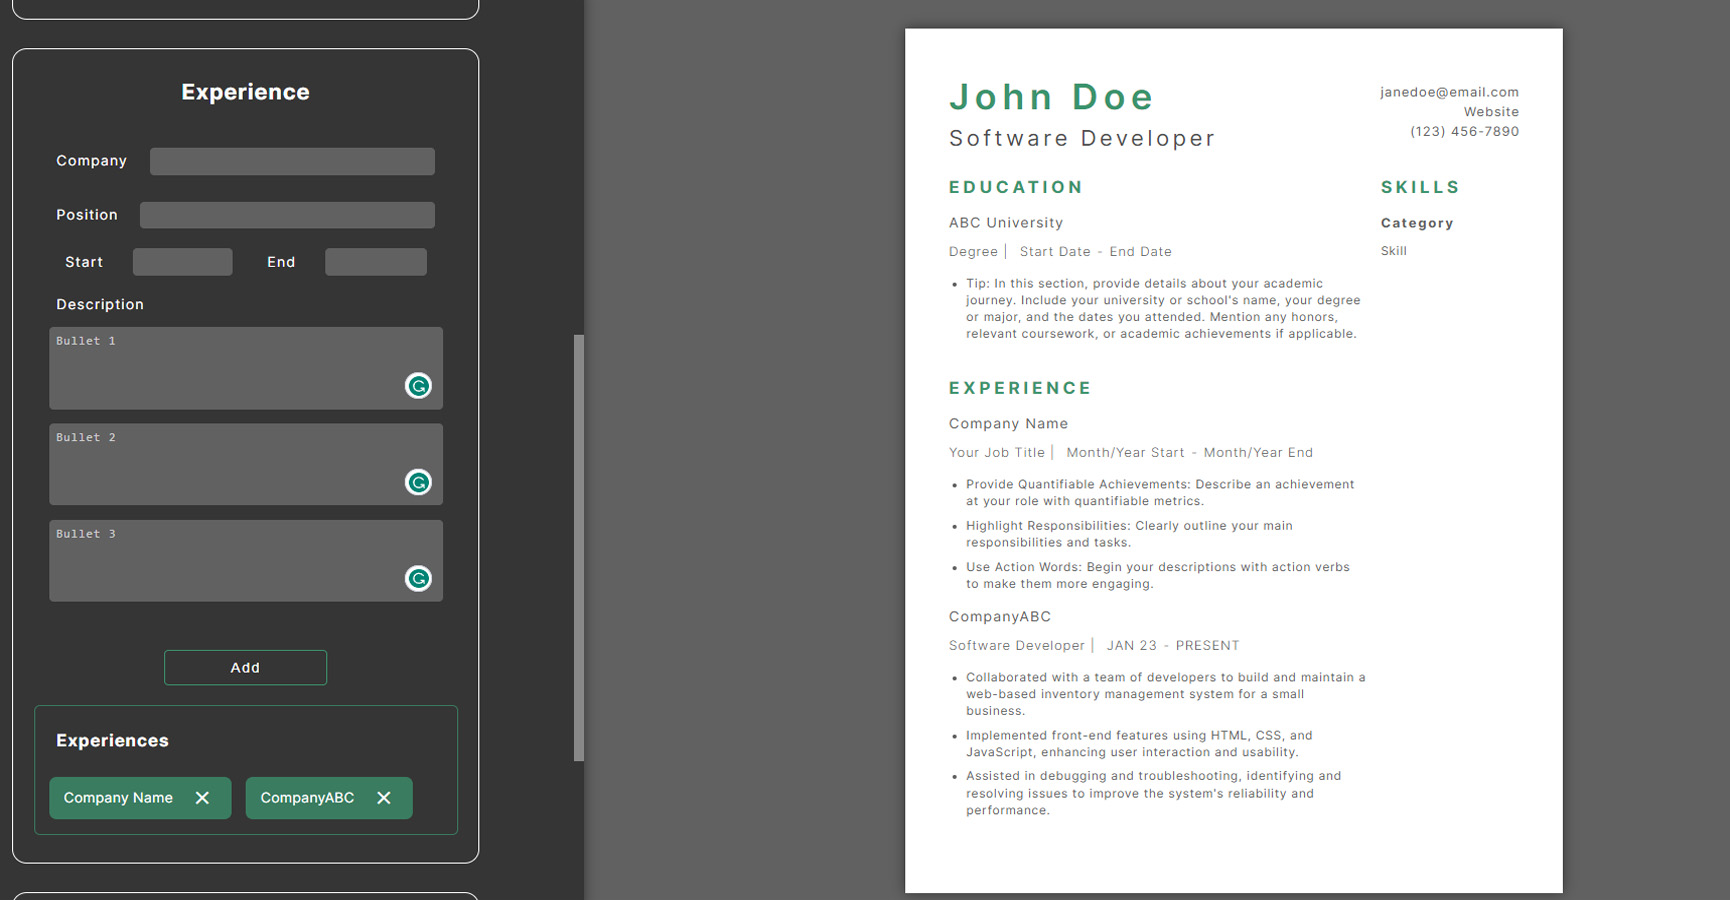 Experience
Company
Position
Start End
Description
Bullet 1
Bullet 2
Bullet 3
Add
Experiences
Company Name ✕ CompanyABC ✕
John Doe
Software Developer
janedoe@email.com
Website
(123) 456-7890
EDUCATION
ABC University
Degree | Start Date - End Date
• Tip: In this section, provide details about your academic
journey. Include your university or school's name, your degree
or major, and the dates you attended. Mention any honors,
relevant coursework, or academic achievements if applicable.
SKILLS
Category
Skill
EXPERIENCE
Company Name
Your Job Title | Month/Year Start - Month/Year End
• Provide Quantifiable Achievements: Describe an achievement
at your role with quantifiable metrics.
• Highlight Responsibilities: Clearly outline your main
responsibilities and tasks.
• Use Action Words: Begin your descriptions with action verbs
to make them more engaging.
CompanyABC
Software Developer | JAN 23 - PRESENT
• Collaborated with a team of developers to build and maintain a
web-based inventory management system for a small
business.
• Implemented front-end features using HTML, CSS, and
JavaScript, enhancing user interaction and usability.
• Assisted in debugging and troubleshooting, identifying and
resolving issues to improve the system's reliability and
performance.